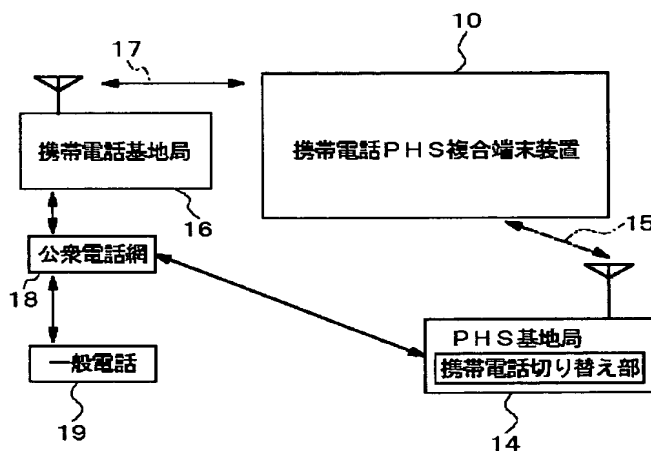 17
10
携帯電話基地局
携帯電話PHS複合端末装置
16
15
公衆電話網
18
PHS基地局
一般電話
携帯電話切り替え部
19
14